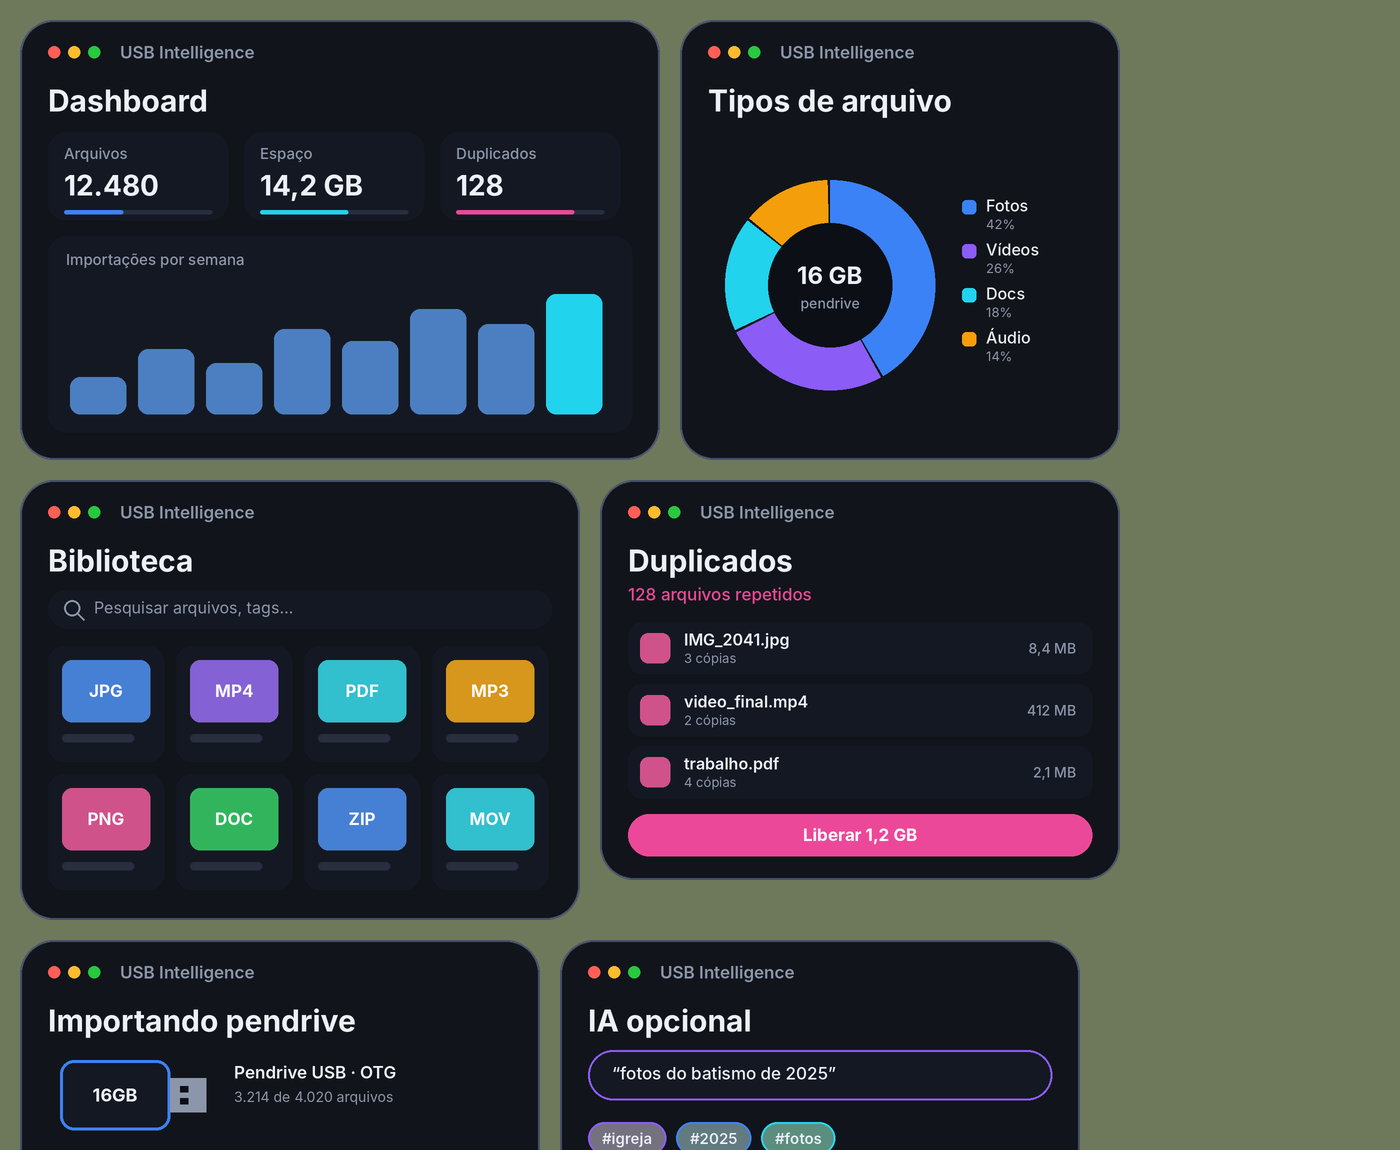 USB Intelligence
Dashboard
Arquivos
12.480
Espaço
14,2 GB
Duplicados
128
Importações por semana
USB Intelligence
Tipos de arquivo
16 GB
pendrive
Fotos
42%
Vídeos
26%
Docs
18%
Áudio
14%
USB Intelligence
Biblioteca
Pesquisar arquivos, tags...
JPG
MP4
PDF
MP3
PNG
DOC
ZIP
MOV
USB Intelligence
Duplicados
128 arquivos repetidos
IMG_2041.jpg
3 cópias
8,4 MB
video_final.mp4
2 cópias
412 MB
trabalho.pdf
4 cópias
2,1 MB
Liberar 1,2 GB
USB Intelligence
Importando pendrive
16GB
Pendrive USB · OTG
3.214 de 4.020 arquivos
USB Intelligence
IA opcional
“fotos do batismo de 2025”
#igreja
#2025
#fotos